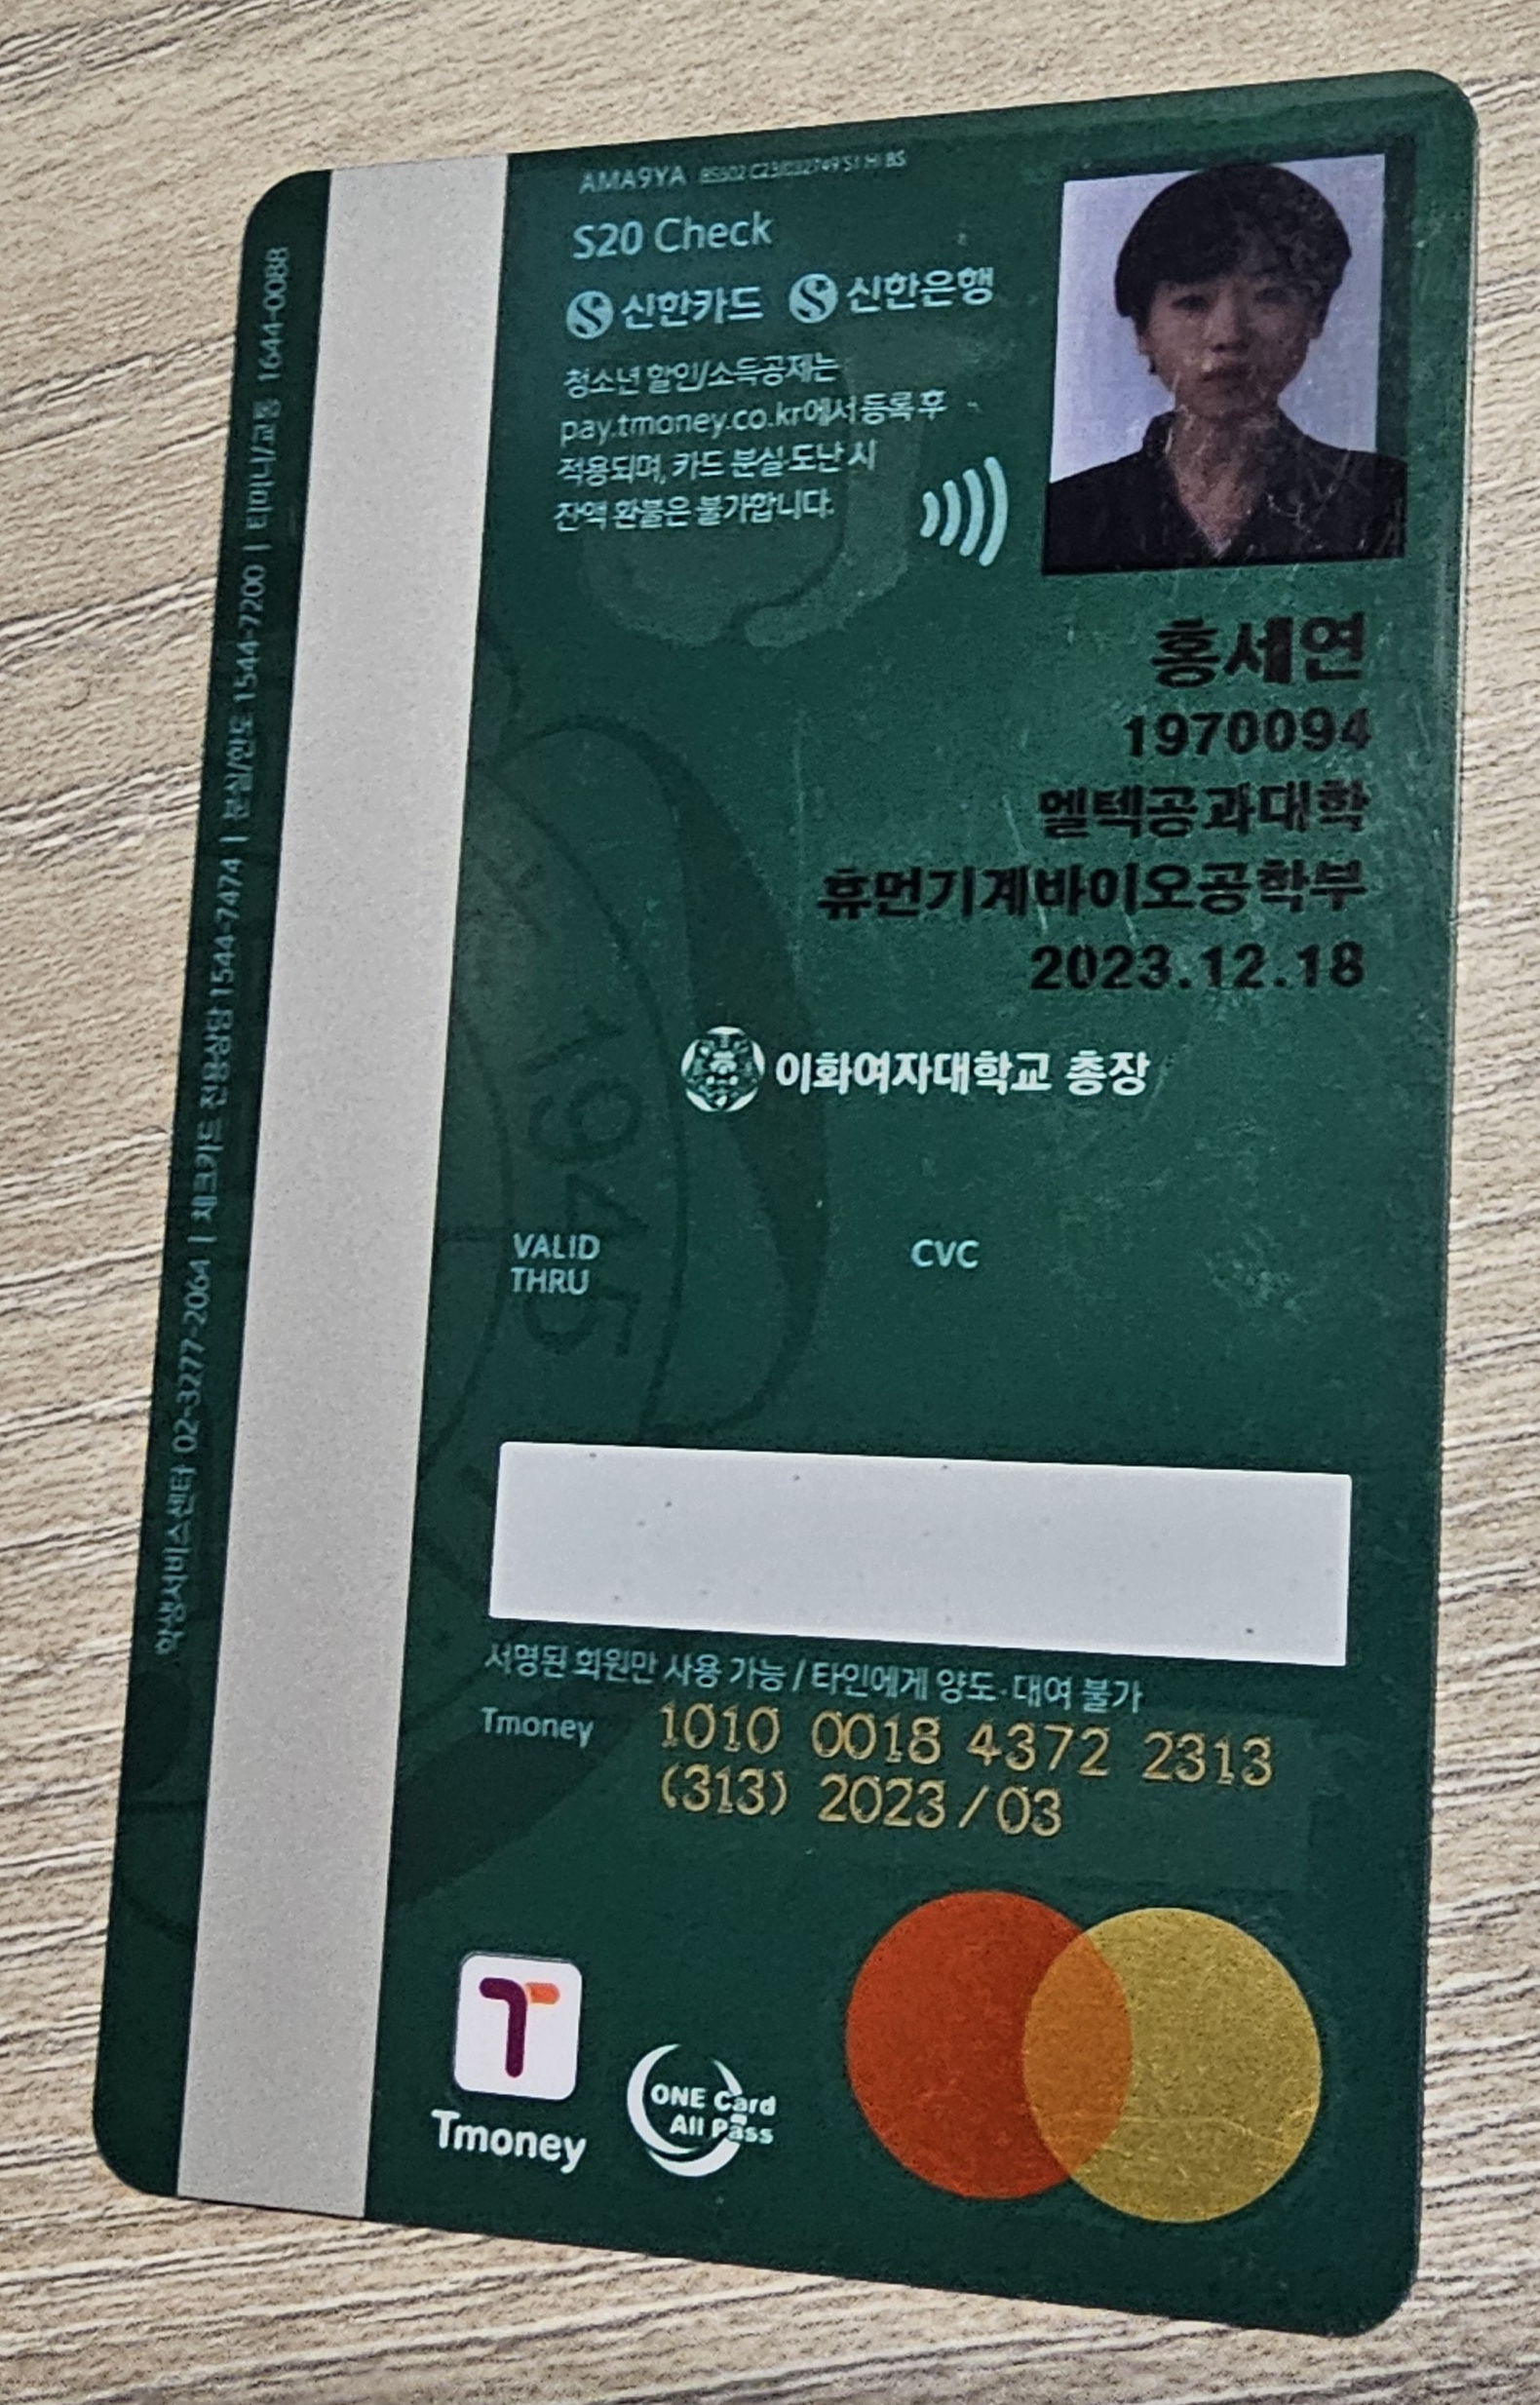 AMA9YA
S20 Check
신한카드 신한은행
청소년 할인/소득공제는
pay.tmoney.co.kr에서 등록 후
적용되며, 카드 분실·도난 시
잔액 환불은 불가합니다.
홍세연
1970094
엘텍공과대학
휴먼기계바이오공학부
2023.12.18
이화여자대학교 총장
1945
VALID
THRU
CVC
서명된 회원만 사용 가능 / 타인에게 양도·대여 불가
Tmoney 1010 0018 4372 2313
(313) 2023/03
T
Tmoney
ONE Card
All Pass
학생서비스센터 02-3277-2064 | 체크카드 전용상담 1544-7474 | 분실/한도 1544-7200 | 티머니/교통 1644-0088